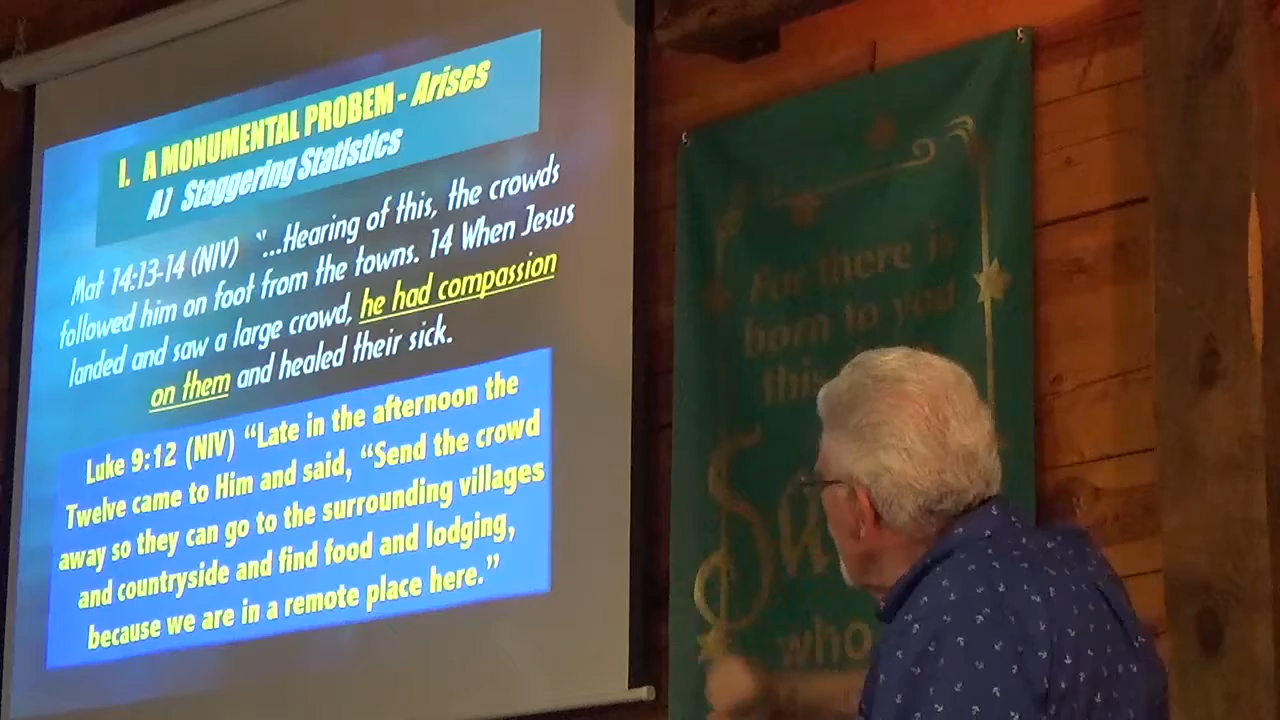 I. A MONUMENTAL PROBEM - Arises
A) Staggering Statistics
Mat 14:13-14 (NIV) “...Hearing of this, the crowds
followed him on foot from the towns. 14 When Jesus
landed and saw a large crowd, he had compassion
on them and healed their sick.
Luke 9:12 (NIV) “Late in the afternoon the
Twelve came to Him and said, “Send the crowd
away so they can go to the surrounding villages
and countryside and find food and lodging,
because we are in a remote place here.”
For there is
born to you
this
who